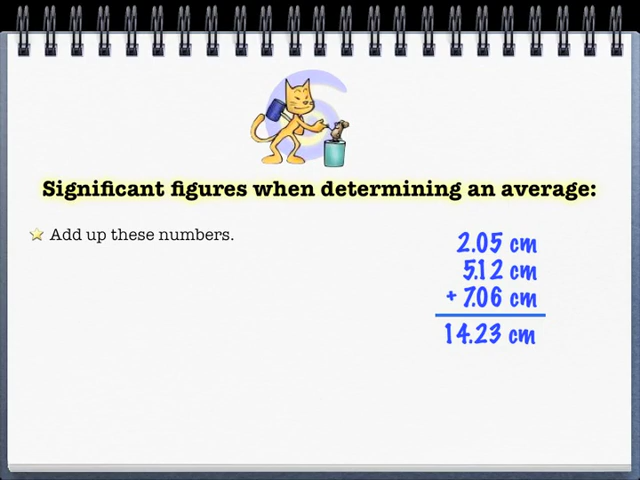 Significant figures when determining an average:
Add up these numbers.
2.05 cm
5.12 cm
+ 7.06 cm
14.23 cm